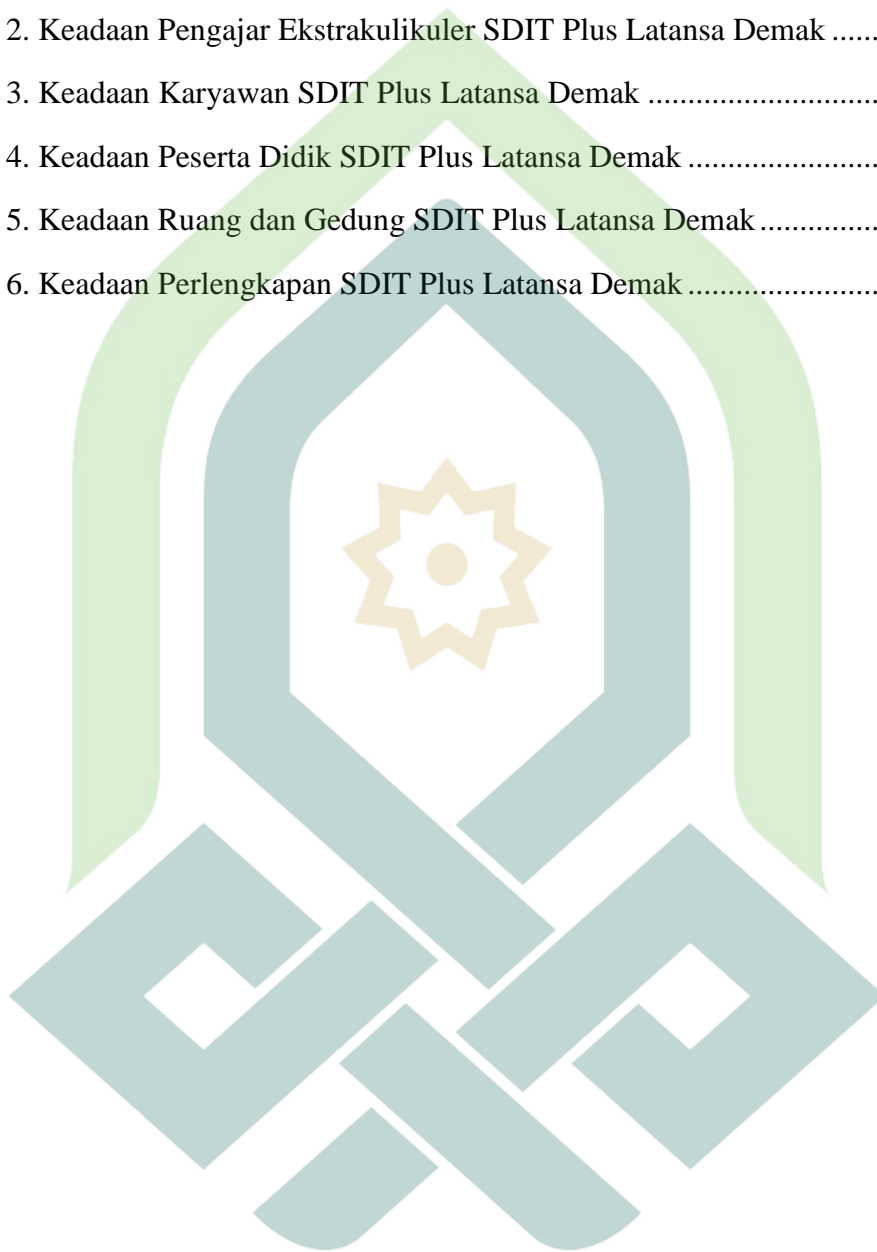 2. Keadaan Pengajar Ekstrakulikuler SDIT Plus Latansa Demak ......
3. Keadaan Karyawan SDIT Plus Latansa Demak .............................
4. Keadaan Peserta Didik SDIT Plus Latansa Demak ........................
5. Keadaan Ruang dan Gedung SDIT Plus Latansa Demak ...............
6. Keadaan Perlengkapan SDIT Plus Latansa Demak ........................